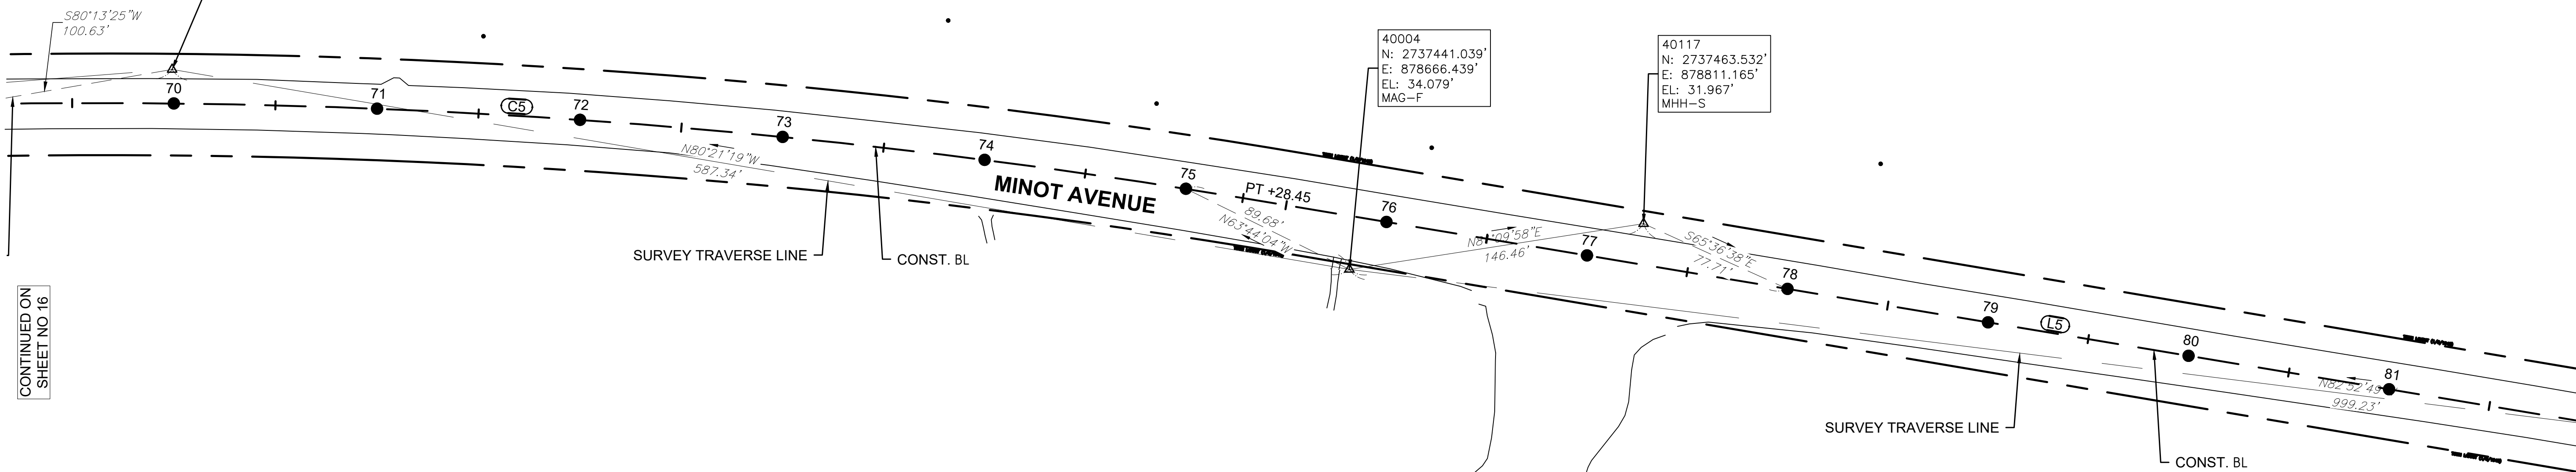 S80°13'25"W
100.63'
70
71
C5
72
73
74
75
PT +28.45
76
77
78
79
L5
80
81
N80°21'19"W
587.34'
MINOT AVENUE
89.68'
N63°44'04"W
40004
N: 2737441.039'
E: 878666.439'
EL: 34.079'
MAG-F
40117
N: 2737463.532'
E: 878811.165'
EL: 31.967'
MHH-S
146.46'
S65°36'38"E
77.71'
N82°52'49"
999.23'
SURVEY TRAVERSE LINE
CONST. BL
SURVEY TRAVERSE LINE
CONST. BL
CONTINUED ON
SHEET NO 16